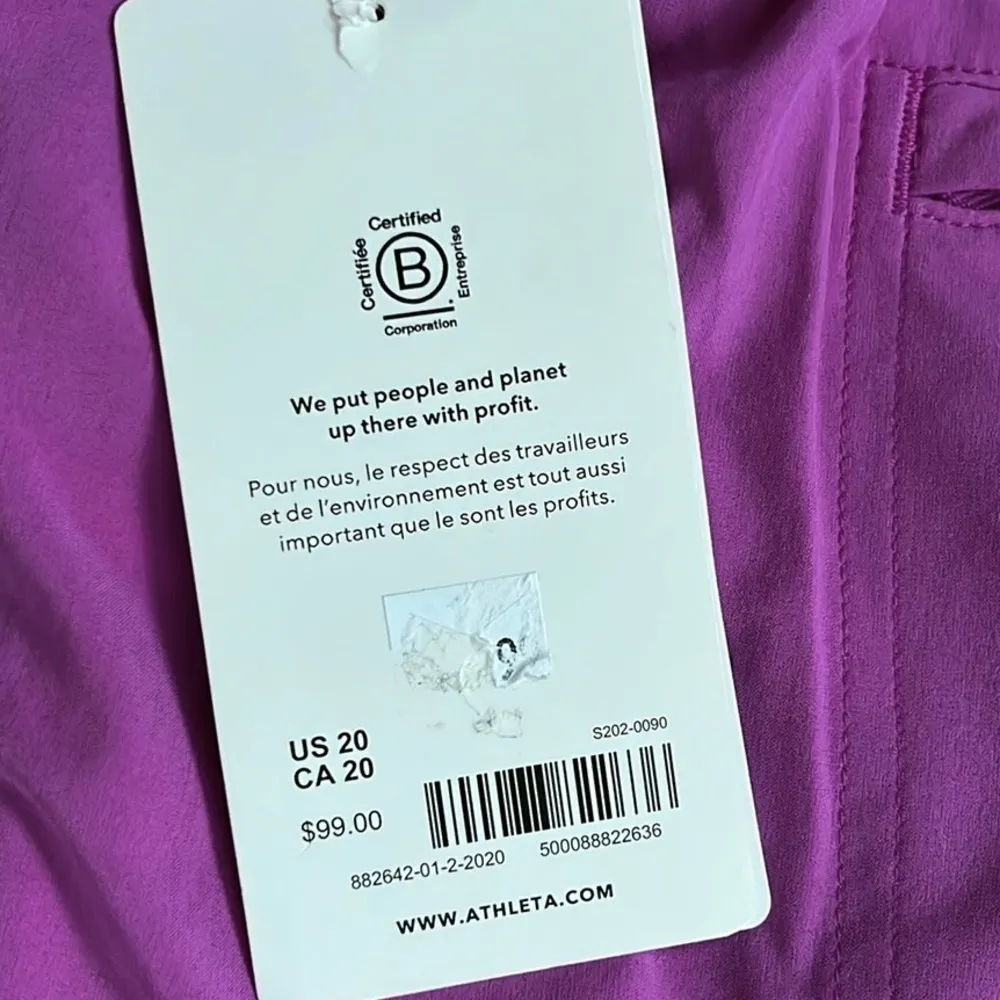 Certified
Certifiée
B
Entreprise
Corporation
We put people and planet
up there with profit.
Pour nous, le respect des travailleurs
et de l'environnement est tout aussi
important que le sont les profits.
9
US 20
CA 20
S202-0090
$99.00
882642-01-2-2020
500088822636
WWW.ATHLETA.COM